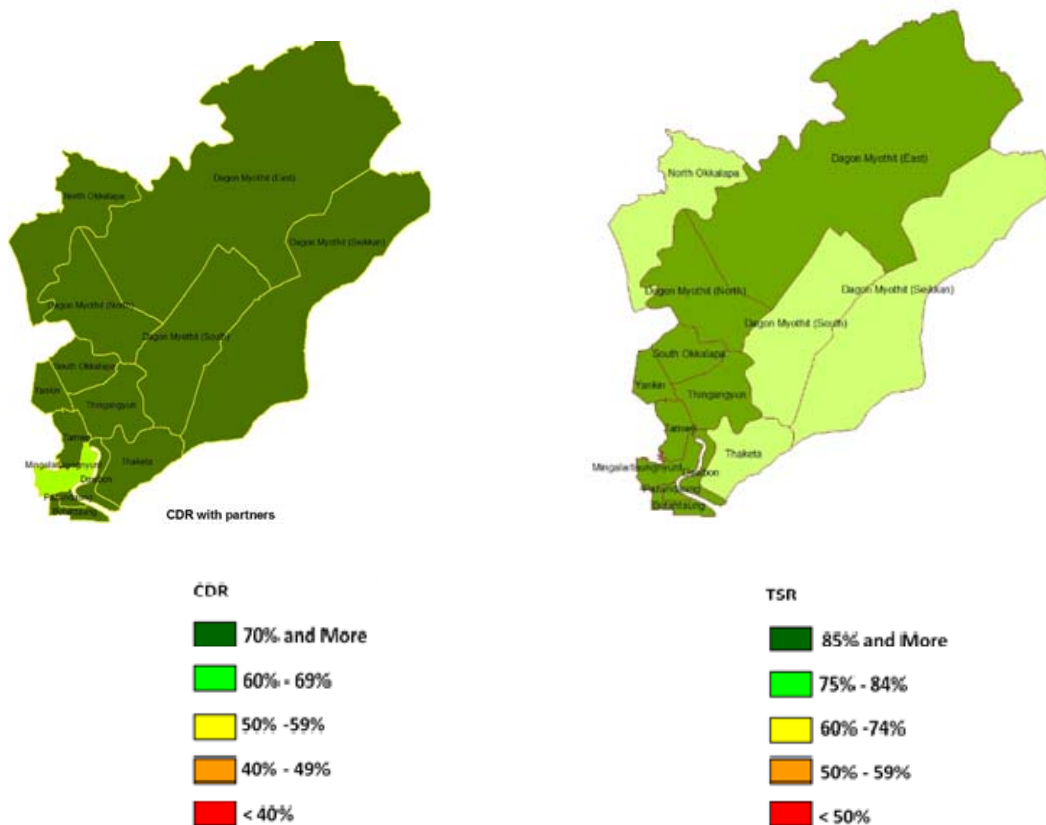 Dagon Myothit (East)
North Okkalapa
Dagon Myothit (Seikkan)
Dagon Myothit (North)
Dagon Myothit (South)
South Okkalapa
Yankin
Thingangyun
Thaketa
Dawbon
CDR with partners
Dagon Myothit (East)
North Okkalapa
Dagon Myothit (North)
Dagon Myothit (Seikkan)
Dagon Myothit (South)
South Okkalapa
Yankin
Thingangyun
Thaketa
CDR
70% and More
60% - 69%
50% -59%
40% - 49%
< 40%
TSR
85% and More
75% - 84%
60% -74%
50% - 59%
< 50%